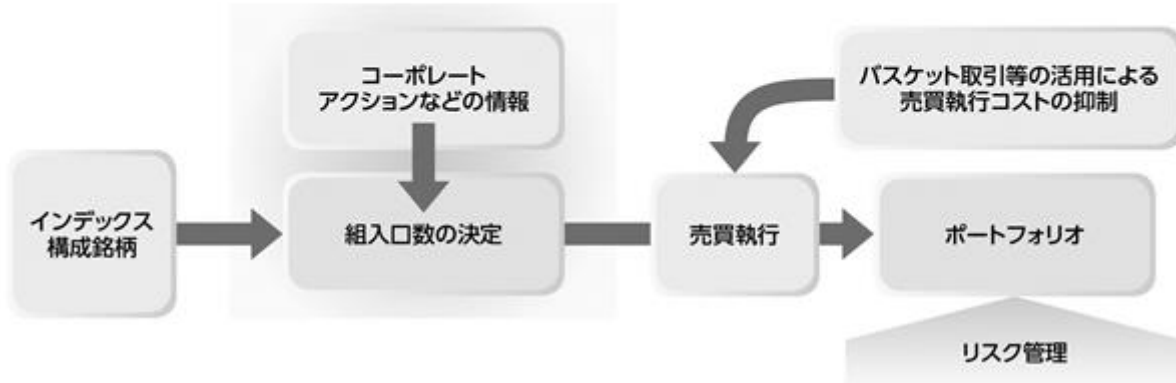 コーポレート
アクションなどの情報
バスケット取引等の活用による
売買執行コストの抑制
インデックス
構成銘柄
組入口数の決定
売買執行
ポートフォリオ
リスク管理